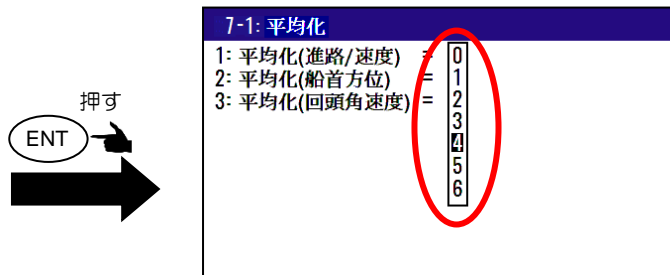 押す
ENT
7-1: 平均化
1: 平均化(進路/速度) =
2: 平均化(船首方位) =
3: 平均化(回頭角速度) =
0
1
2
3
4
5
6